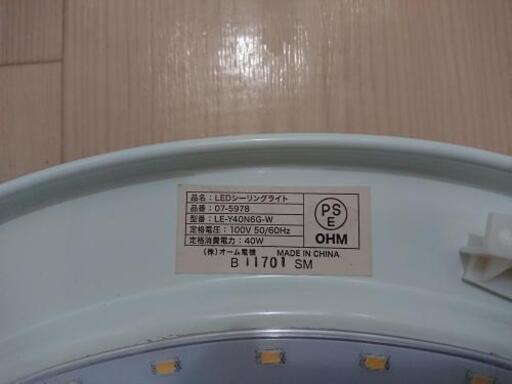 品名：LEDシーリングライト
品番：07-5978
型番：LE-Y40N6G-W
定格電圧：100V 50/60Hz
定格消費電力：40W
PSE
OHM
(株)オーム電機 MADE IN CHINA
B 11701 SM